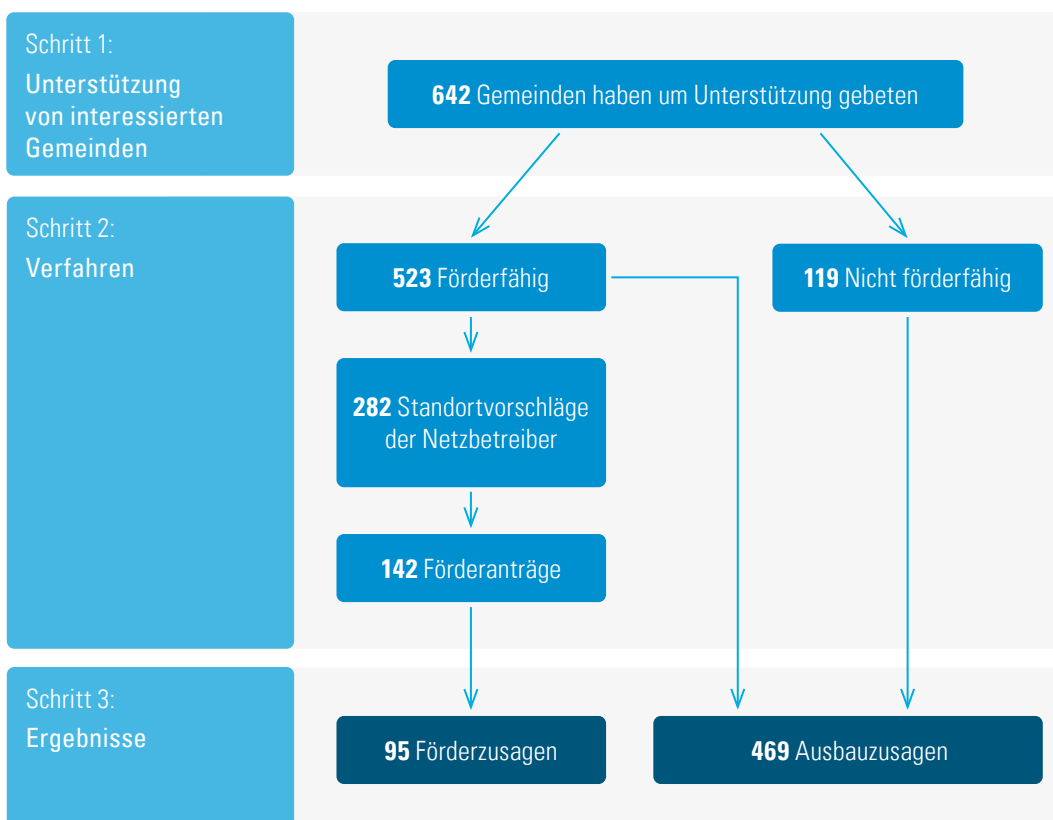 Schritt 1:
Unterstützung
von interessierten
Gemeinden
642 Gemeinden haben um Unterstützung gebeten
Schritt 2:
Verfahren
523 Förderfähig
119 Nicht förderfähig
282 Standortvorschläge
der Netzbetreiber
142 Förderanträge
Schritt 3:
Ergebnisse
95 Förderzusagen
469 Ausbauzusagen